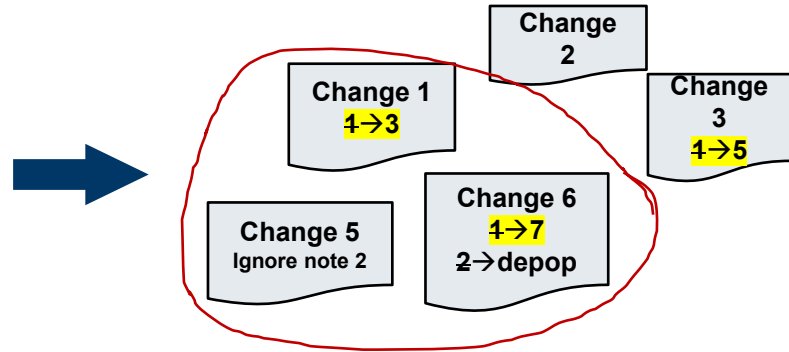 Change
2
Change 1
1→3
Change
3
1→5
Change 5
Ignore note 2
Change 6
1→7
2→depop